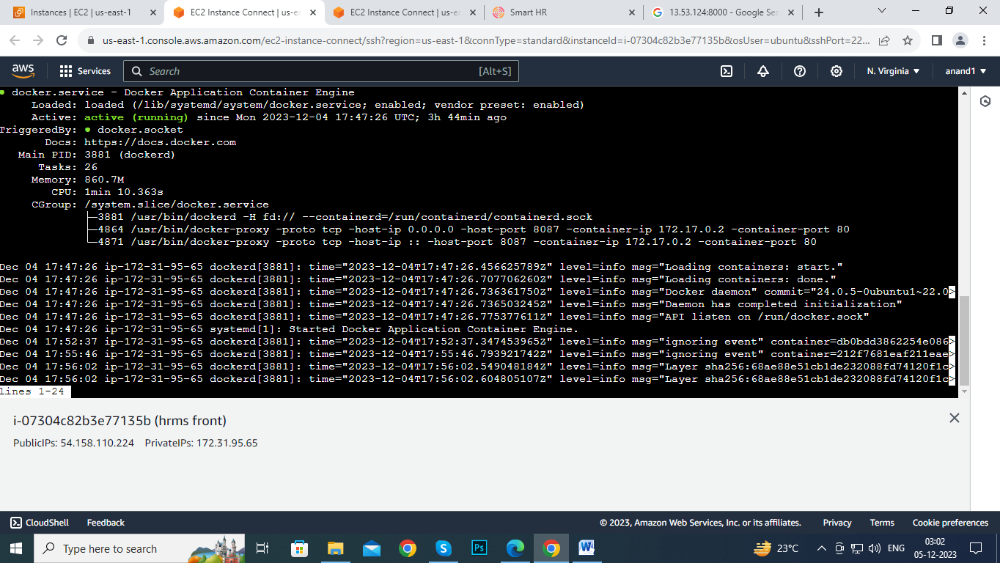 Instances | EC2 | us-east-1
EC2 Instance Connect | us-ea
EC2 Instance Connect | us-ea
Smart HR
13.53.124:8000 - Google Sea
us-east-1.console.aws.amazon.com/ec2-instance-connect/ssh?region=us-east-1&connType=standard&instanceId=i-07304c82b3e77135b&osUser=ubuntu&sshPort=22...
aws
Services
Search
[Alt+S]
N. Virginia
anand1
● docker.service - Docker Application Container Engine
Loaded: loaded (/lib/systemd/system/docker.service; enabled; vendor preset: enabled)
Active: active (running) since Mon 2023-12-04 17:47:26 UTC; 3h 44min ago
TriggeredBy: ● docker.socket
Docs: https://docs.docker.com
Main PID: 3881 (dockerd)
Tasks: 26
Memory: 860.7M
CPU: 1min 10.363s
CGroup: /system.slice/docker.service
├─3881 /usr/bin/dockerd -H fd:// --containerd=/run/containerd/containerd.sock
├─4864 /usr/bin/docker-proxy -proto tcp -host-ip 0.0.0.0 -host-port 8087 -container-ip 172.17.0.2 -container-port 80
└─4871 /usr/bin/docker-proxy -proto tcp -host-ip :: -host-port 8087 -container-ip 172.17.0.2 -container-port 80
Dec 04 17:47:26 ip-172-31-95-65 dockerd[3881]: time="2023-12-04T17:47:26.456625789Z" level=info msg="Loading containers: start."
Dec 04 17:47:26 ip-172-31-95-65 dockerd[3881]: time="2023-12-04T17:47:26.707706260Z" level=info msg="Loading containers: done."
Dec 04 17:47:26 ip-172-31-95-65 dockerd[3881]: time="2023-12-04T17:47:26.736361750Z" level=info msg="Docker daemon" commit="24.0.5-0ubuntu1~22.0>
Dec 04 17:47:26 ip-172-31-95-65 dockerd[3881]: time="2023-12-04T17:47:26.736503245Z" level=info msg="Daemon has completed initialization"
Dec 04 17:47:26 ip-172-31-95-65 dockerd[3881]: time="2023-12-04T17:47:26.775377611Z" level=info msg="API listen on /run/docker.sock"
Dec 04 17:47:26 ip-172-31-95-65 systemd[1]: Started Docker Application Container Engine.
Dec 04 17:52:37 ip-172-31-95-65 dockerd[3881]: time="2023-12-04T17:52:37.347453965Z" level=info msg="ignoring event" container=db0bdd3862254e086>
Dec 04 17:55:46 ip-172-31-95-65 dockerd[3881]: time="2023-12-04T17:55:46.793921742Z" level=info msg="ignoring event" container=212f7681eaf211eae>
Dec 04 17:56:02 ip-172-31-95-65 dockerd[3881]: time="2023-12-04T17:56:02.549048184Z" level=info msg="Layer sha256:68ae88e51cb1de232088fd74120f1c>
Dec 04 17:56:02 ip-172-31-95-65 dockerd[3881]: time="2023-12-04T17:56:02.604805107Z" level=info msg="Layer sha256:68ae88e51cb1de232088fd74120f1c>
lines 1-24
i-07304c82b3e77135b (hrms front)
PublicIPs: 54.158.110.224 PrivateIPs: 172.31.95.65
CloudShell
Feedback
© 2023, Amazon Web Services, Inc. or its affiliates.
Privacy
Terms
Cookie preferences
Type here to search
Ps
23°C
ENG
03:02
05-12-2023